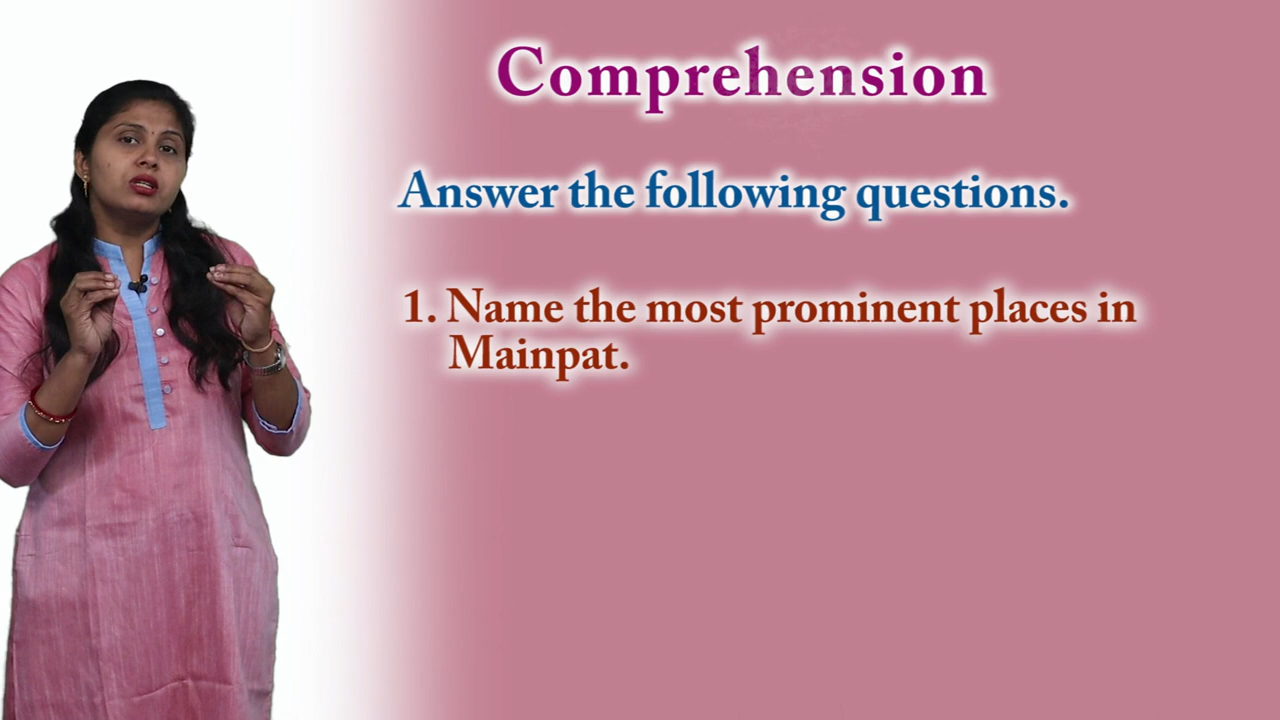 Comprehension
Answer the following questions.
1. Name the most prominent places in
Mainpat.